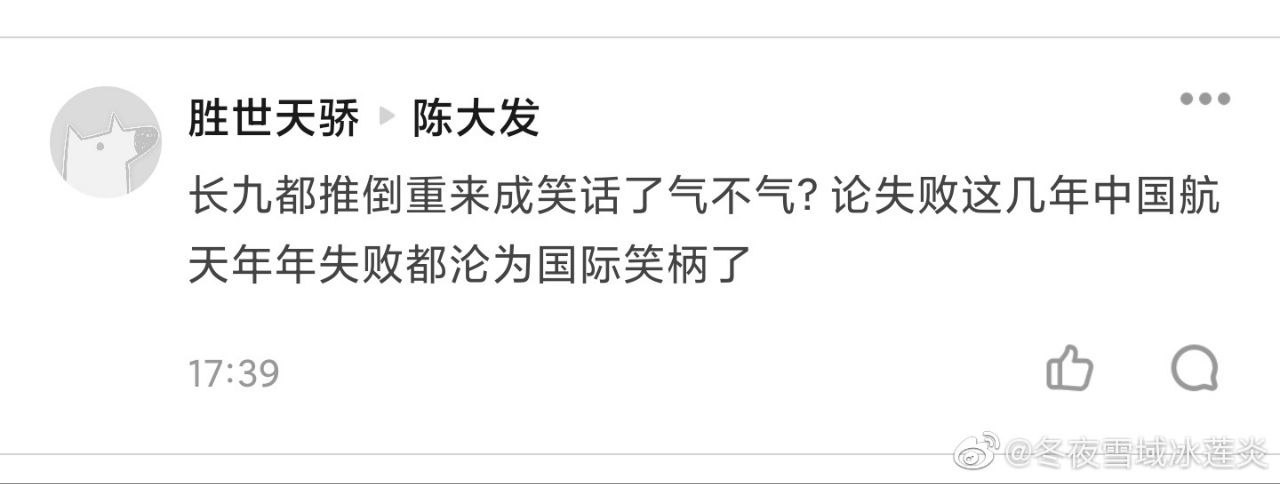 胜世天骄 ▶ 陈大发
长九都推倒重来成笑话了气不气? 论失败这几年中国航
天年年失败都沦为国际笑柄了
17:39
@冬夜雪域冰莲炎